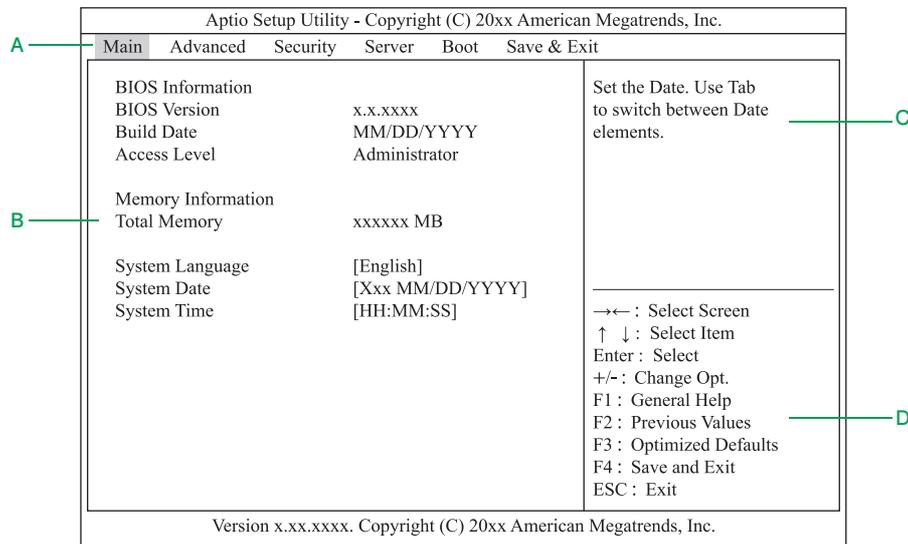 Aptio Setup Utility - Copyright (C) 20xx American Megatrends, Inc.
A
Main Advanced Security Server Boot Save & Exit
BIOS Information
BIOS Version x.x.xxxx
Build Date MM/DD/YYYY
Access Level Administrator
Memory Information
B
Total Memory xxxxxx MB
System Language [English]
System Date [Xxx MM/DD/YYYY]
System Time [HH:MM:SS]
Set the Date. Use Tab
to switch between Date
elements.
C
→← : Select Screen
↑ ↓ : Select Item
Enter : Select
+/- : Change Opt.
F1 : General Help
F2 : Previous Values
D
F3 : Optimized Defaults
F4 : Save and Exit
ESC : Exit
Version x.xx.xxxx. Copyright (C) 20xx American Megatrends, Inc.